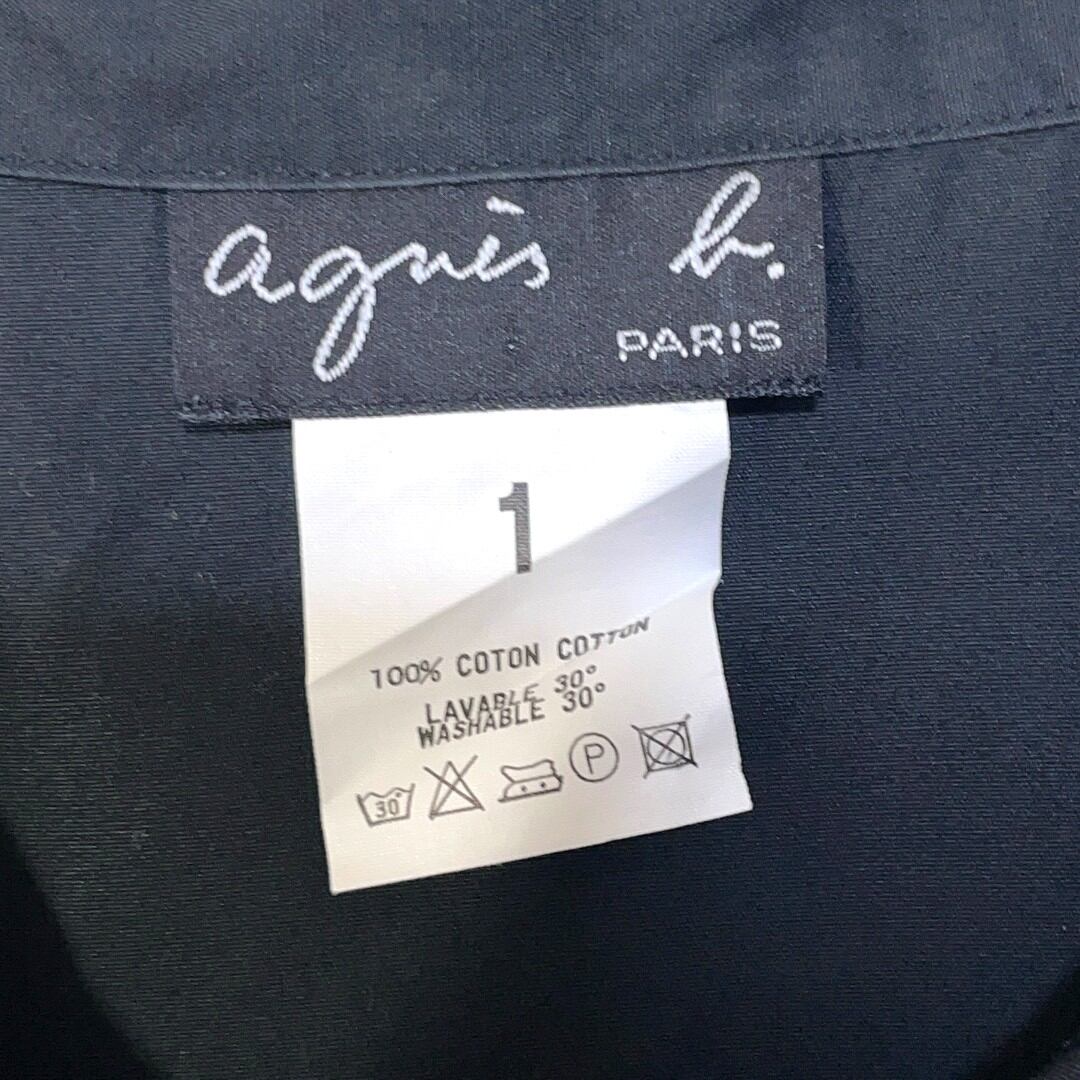 agnès b.
PARIS
1
100% COTON COTTON
LAVABLE 30°
WASHABLE 30°
30°
P